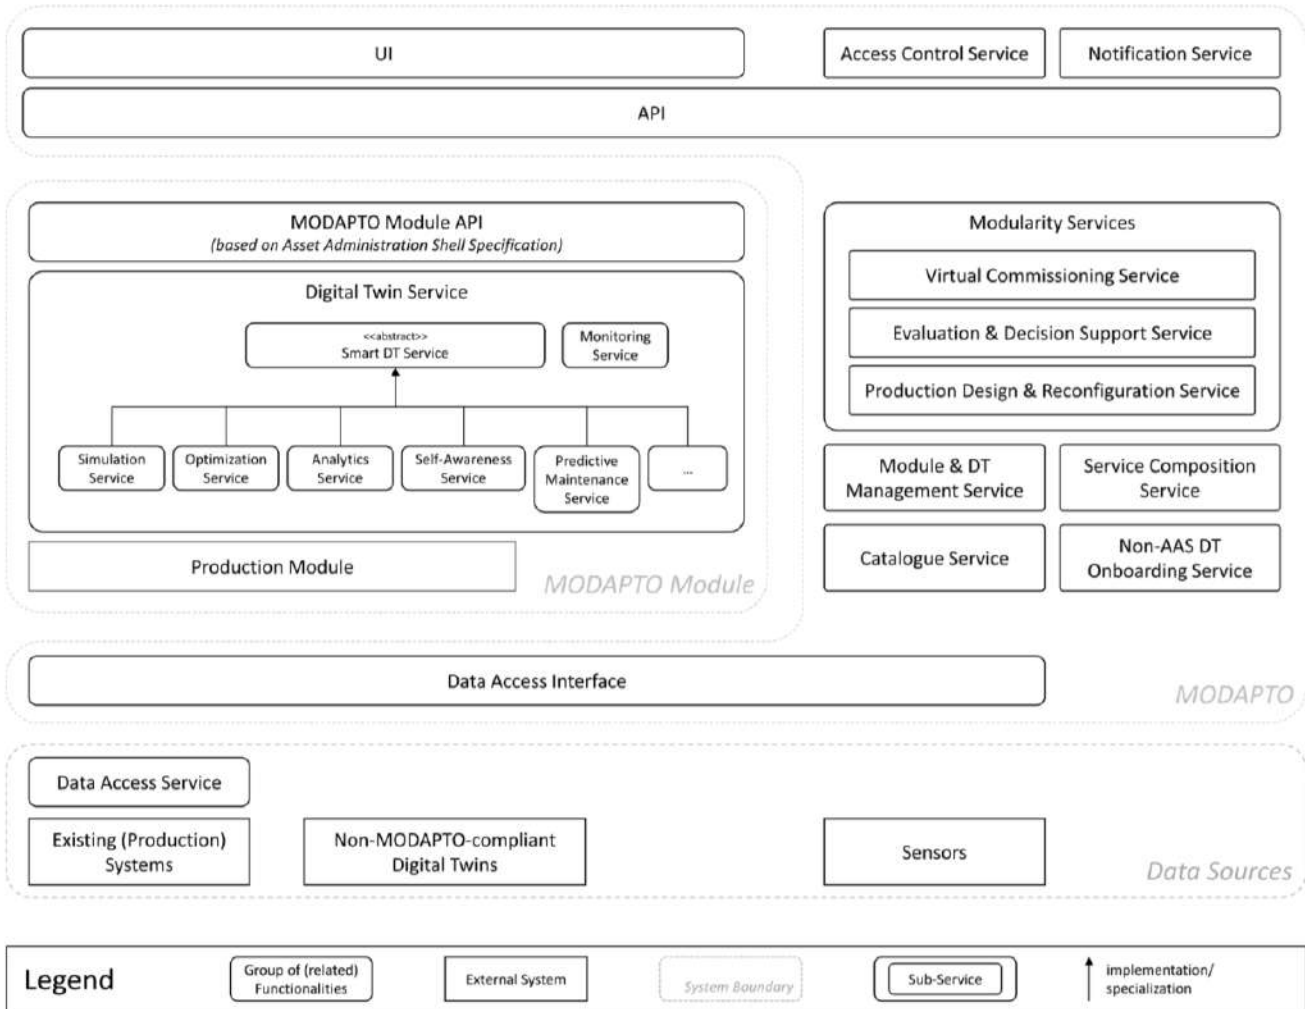 UI
Access Control Service
Notification Service
API
MODAPTO Module API
(based on Asset Administration Shell Specification)
Digital Twin Service
<<abstract>>
Smart DT Service
Monitoring
Service
Simulation
Service
Optimization
Service
Analytics
Service
Self-Awareness
Service
Predictive
Maintenance
Service
...
Production Module
MODAPTO Module
Modularity Services
Virtual Commissioning Service
Evaluation & Decision Support Service
Production Design & Reconfiguration Service
Module & DT
Management Service
Service Composition
Service
Catalogue Service
Non-AAS DT
Onboarding Service
Data Access Interface
MODAPTO
Data Access Service
Existing (Production)
Systems
Non-MODAPTO-compliant
Digital Twins
Sensors
Data Sources
Legend
Group of (related)
Functionalities
External System
System Boundary
Sub-Service
implementation/
specialization